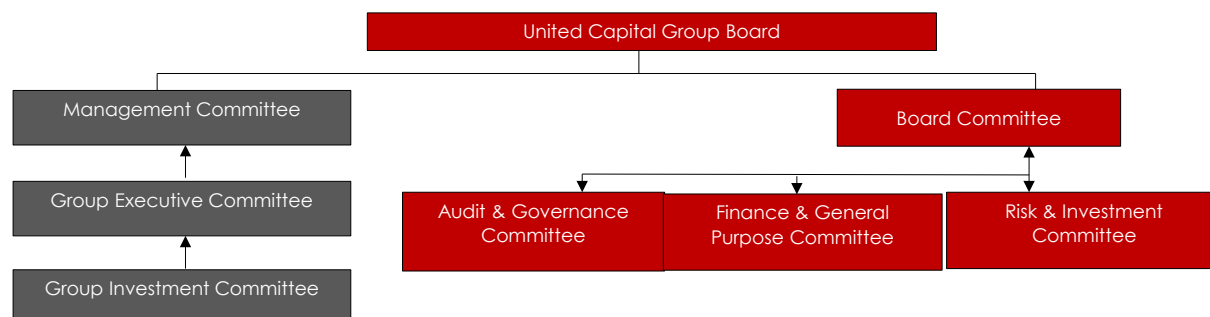 United Capital Group Board
Management Committee
Board Committee
Group Executive Committee
Audit & Governance
Committee
Finance & General
Purpose Committee
Risk & Investment
Committee
Group Investment Committee